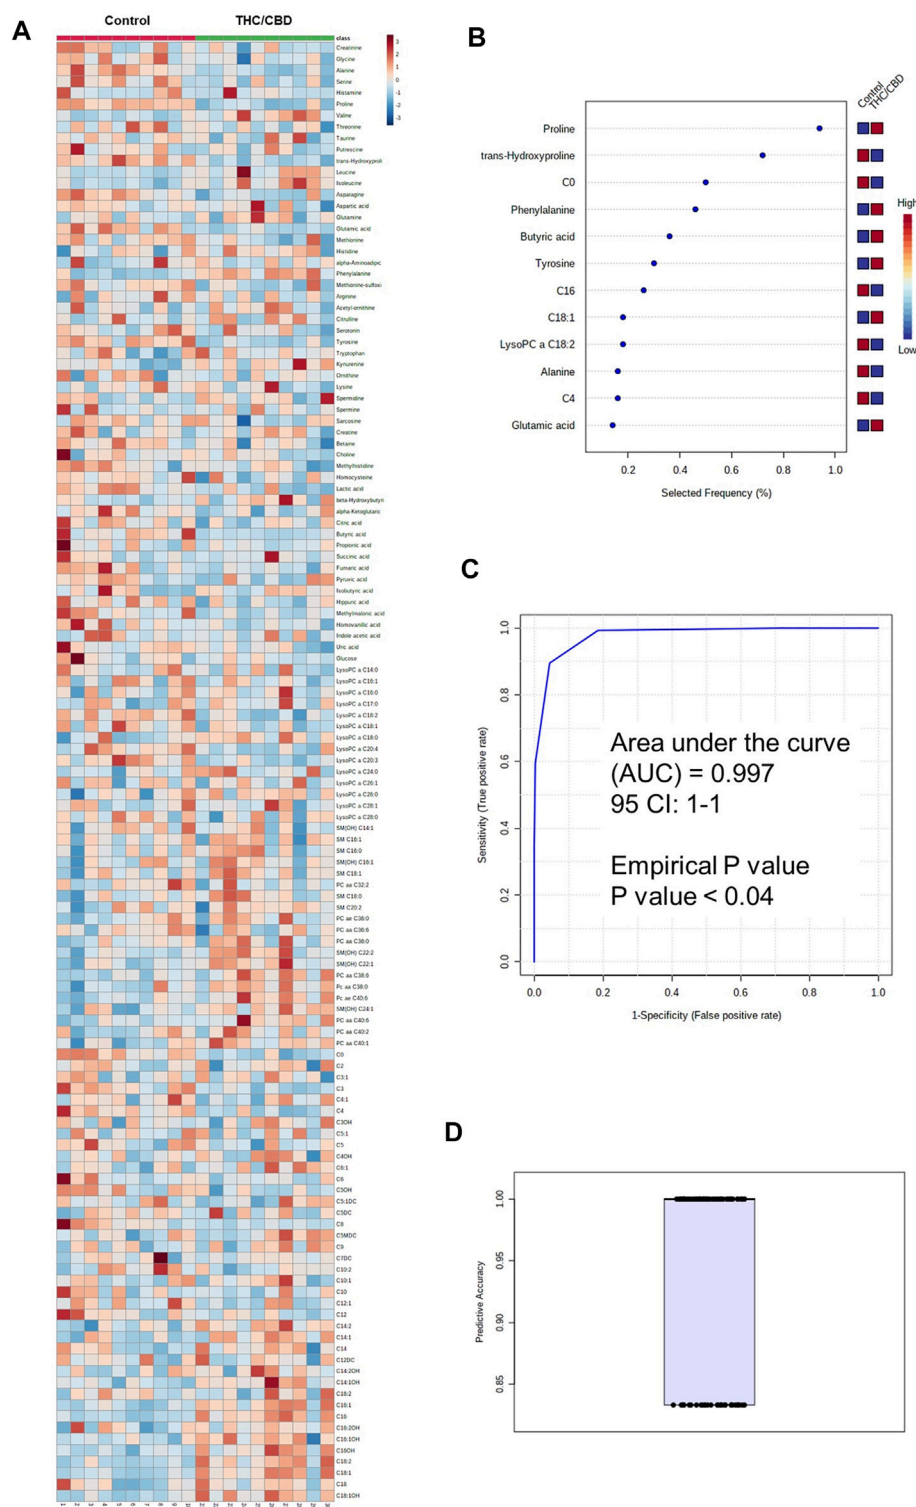 A
Control
THC/CBD
class
3
2
1
0
-1
-2
-3
Creatinine
Glycine
Alanine
Serine
Histamine
Proline
Valine
Threonine
Taurine
Putrescine
trans-Hydroxyproli
Leucine
Isoleucine
Asparagine
Aspartic acid
Glutamine
Glutamic acid
Methionine
Histidine
alpha-Aminoadipic
Phenylalanine
Methionine-sulfoxi
Arginine
Acetyl-ornithine
Citrulline
Serotonin
Tyrosine
Tryptophan
Kynurenine
Ornithine
Lysine
Spermidine
Spermine
Sarcosine
Creatine
Betaine
Choline
Methylhistidine
Homocysteine
Lactic acid
beta-Hydroxybutyri
alpha-Ketoglutaric
Citric acid
Butyric acid
Propionic acid
Succinic acid
Fumaric acid
Pyruvic acid
Isobutyric acid
Hippuric acid
Methylmalonic acid
Homovanillic acid
Indole acetic acid
Uric acid
Glucose
LysoPC a C14:0
LysoPC a C16:1
LysoPC a C16:0
LysoPC a C17:0
LysoPC a C18:2
LysoPC a C18:1
LysoPC a C18:0
LysoPC a C20:4
LysoPC a C20:3
LysoPC a C24:0
LysoPC a C26:1
LysoPC a C26:0
LysoPC a C28:1
LysoPC a C28:0
SM(OH) C14:1
SM C16:1
SM C16:0
SM(OH) C16:1
SM C18:1
PC aa C32:2
SM C18:0
SM C20:2
PC ae C36:0
PC aa C36:6
PC aa C36:0
SM(OH) C22:2
SM(OH) C22:1
PC aa C38:6
Pc aa C38:0
Pc ae C40:6
SM(OH) C24:1
PC aa C40:6
PC aa C40:2
PC aa C40:1
C0
C2
C3:1
C3
C4:1
C4
C3OH
C5:1
C5
C4OH
C6:1
C6
C5OH
C5:1DC
C5DC
C8
C5MDC
C9
C7DC
C10:2
C10:1
C10
C12:1
C12
C14:2
C14:1
C14
C12DC
C14:2OH
C14:1OH
C16:2
C16:1
C16
C16:2OH
C16:1OH
C16OH
C18:2
C18:1
C18
C18:1OH
B
Control
THC/CBD
Proline
trans-Hydroxyproline
C0
Phenylalanine
Butyric acid
Tyrosine
C16
C18:1
LysoPC a C18:2
Alanine
C4
Glutamic acid
High
Low
0.2 0.4 0.6 0.8 1.0
Selected Frequency (%)
C
1.0
0.8
0.6
0.4
0.2
0.0
Sensitivity (True positive rate)
Area under the curve
(AUC) = 0.997
95 CI: 1-1
Empirical P value
P value < 0.04
0.0 0.2 0.4 0.6 0.8 1.0
1-Specificity (False positive rate)
D
1.00
0.95
0.90
0.85
Predictive Accuracy